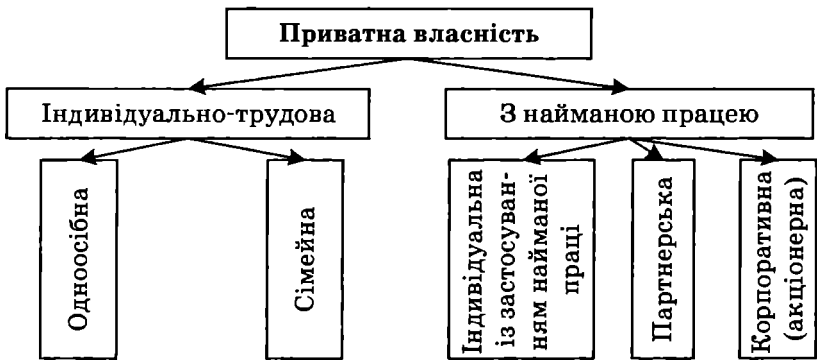 Приватна власність
Індивідуально-трудова
З найманою працею
Одноосібна
Сімейна
Індивідуальна
із застосуван-
ням найманої
праці
Партнерська
Корпоративна
(акціонерна)